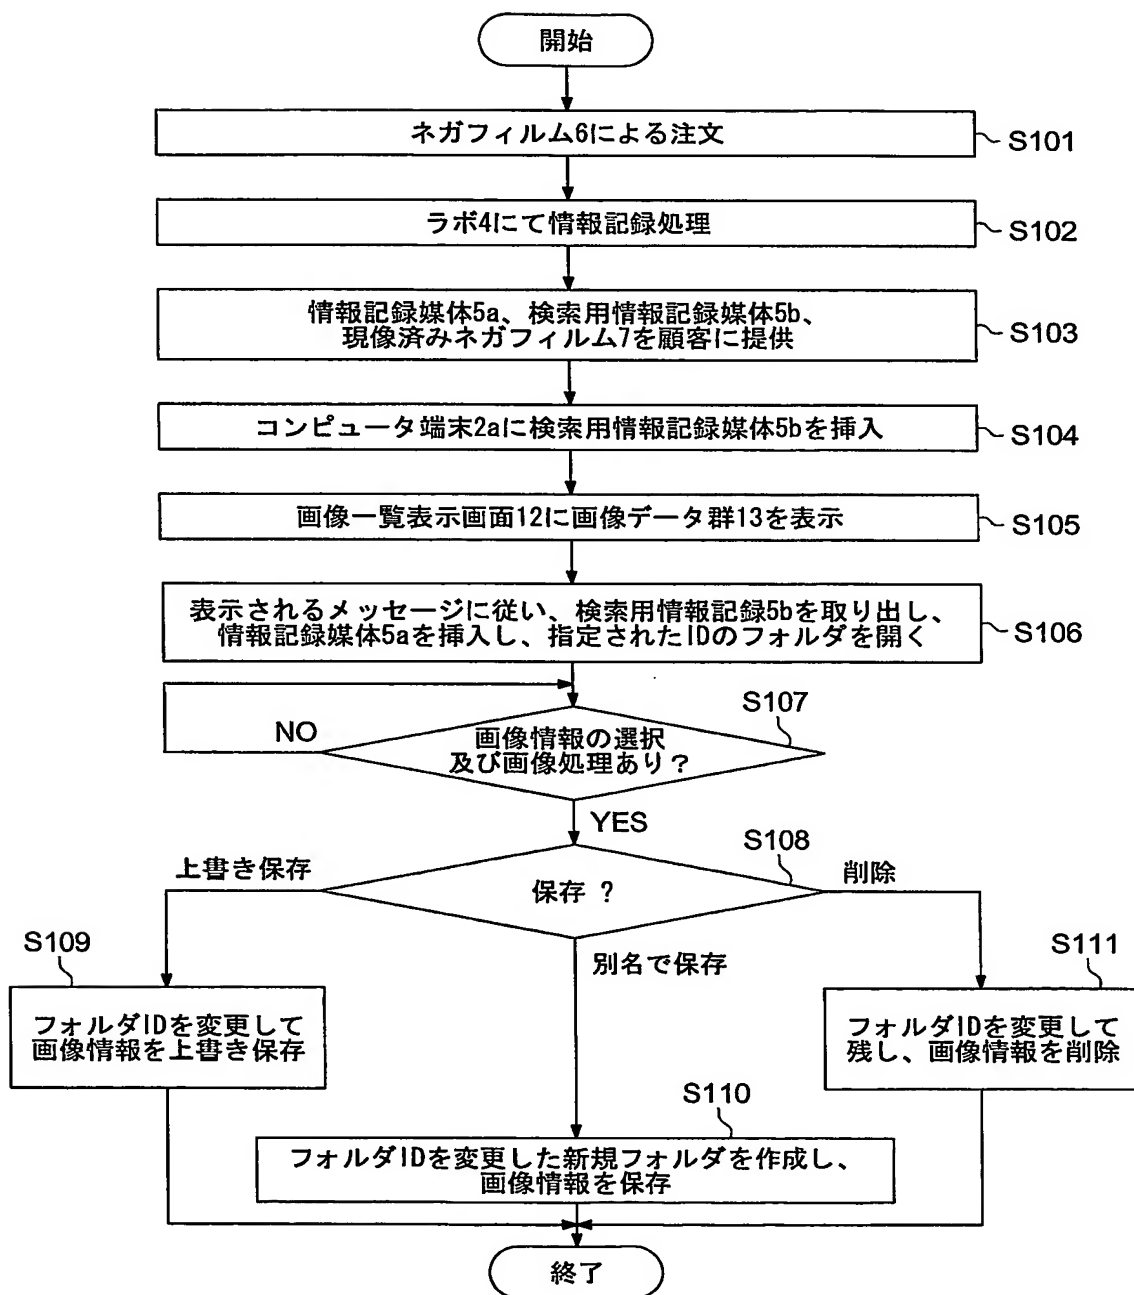 開始
ネガフィルム6による注文
S101
ラボ4にて情報記録処理
S102
情報記録媒体5a、検索用情報記録媒体5b、
現像済みネガフィルム7を顧客に提供
S103
コンピュータ端末2aに検索用情報記録媒体5bを挿入
S104
画像一覧表示画面12に画像データ群13を表示
S105
表示されるメッセージに従い、検索用情報記録5bを取り出し、
情報記録媒体5aを挿入し、指定されたIDのフォルダを開く
S106
S107
NO
画像情報の選択
及び画像処理あり？
YES
S108
上書き保存
保存 ？
削除
S109
別名で保存
S111
フォルダIDを変更して
画像情報を上書き保存
フォルダIDを変更して
残し、画像情報を削除
S110
フォルダIDを変更した新規フォルダを作成し、
画像情報を保存
終了